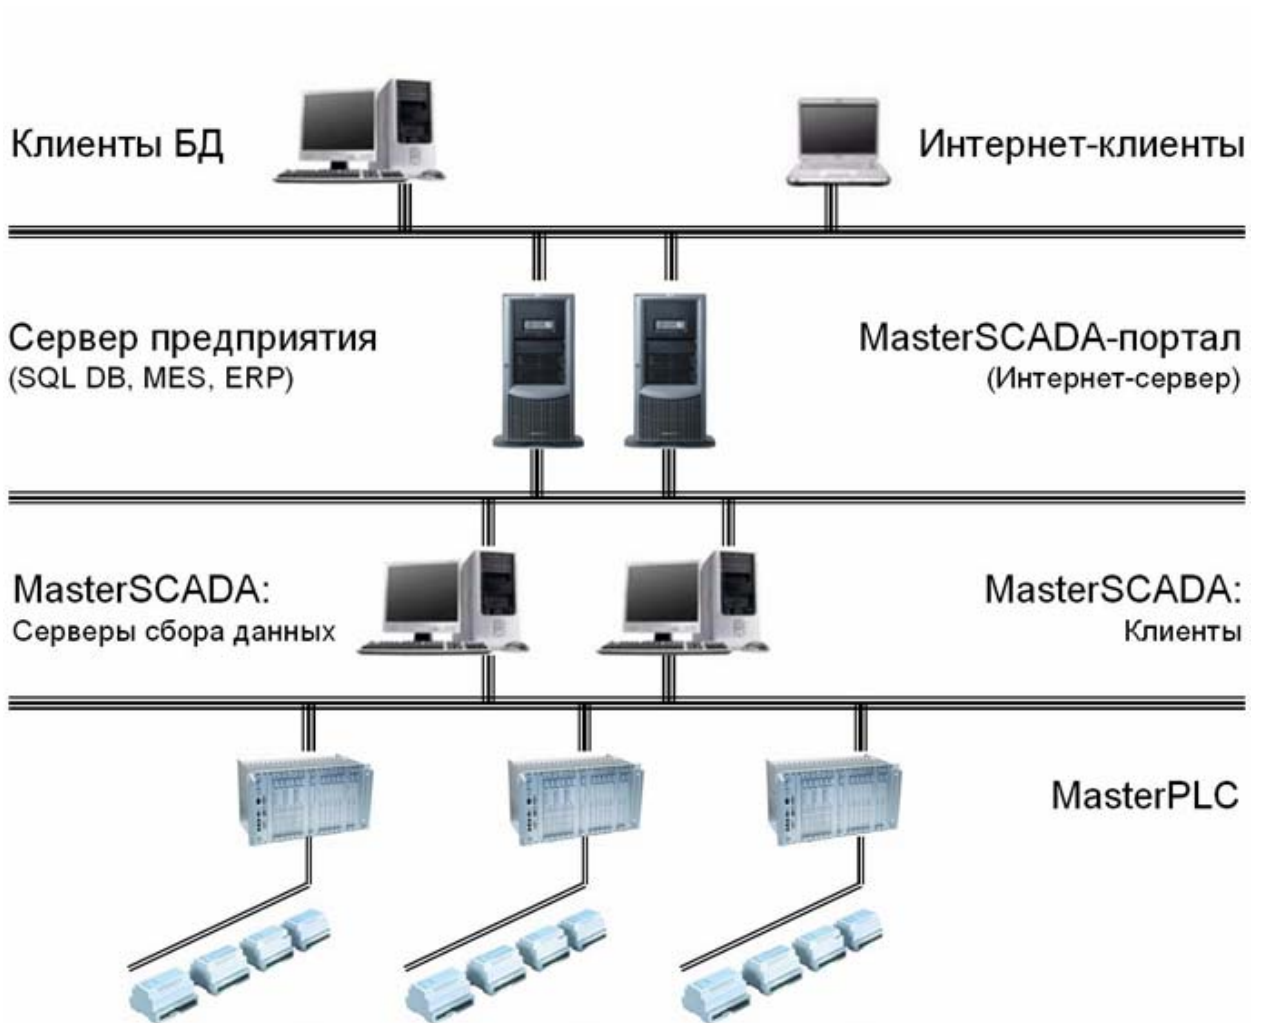 Клиенты БД
Интернет-клиенты
Сервер предприятия
(SQL DB, MES, ERP)
MasterSCADA-портал
(Интернет-сервер)
MasterSCADA:
Серверы сбора данных
MasterSCADA:
Клиенты
MasterPLC